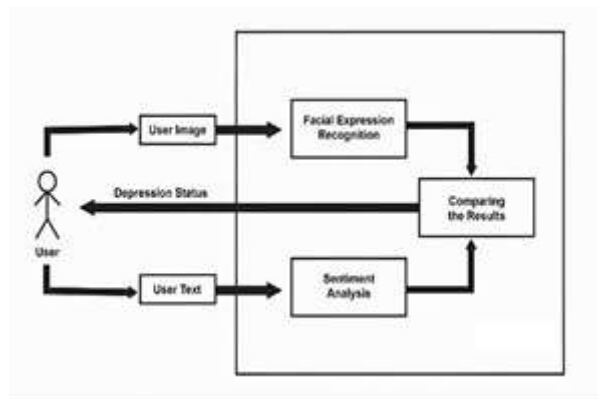 User Image
Facial Expression
Recognition
Depression Status
Comparing
the Results
User
User Text
Sentiment
Analysis